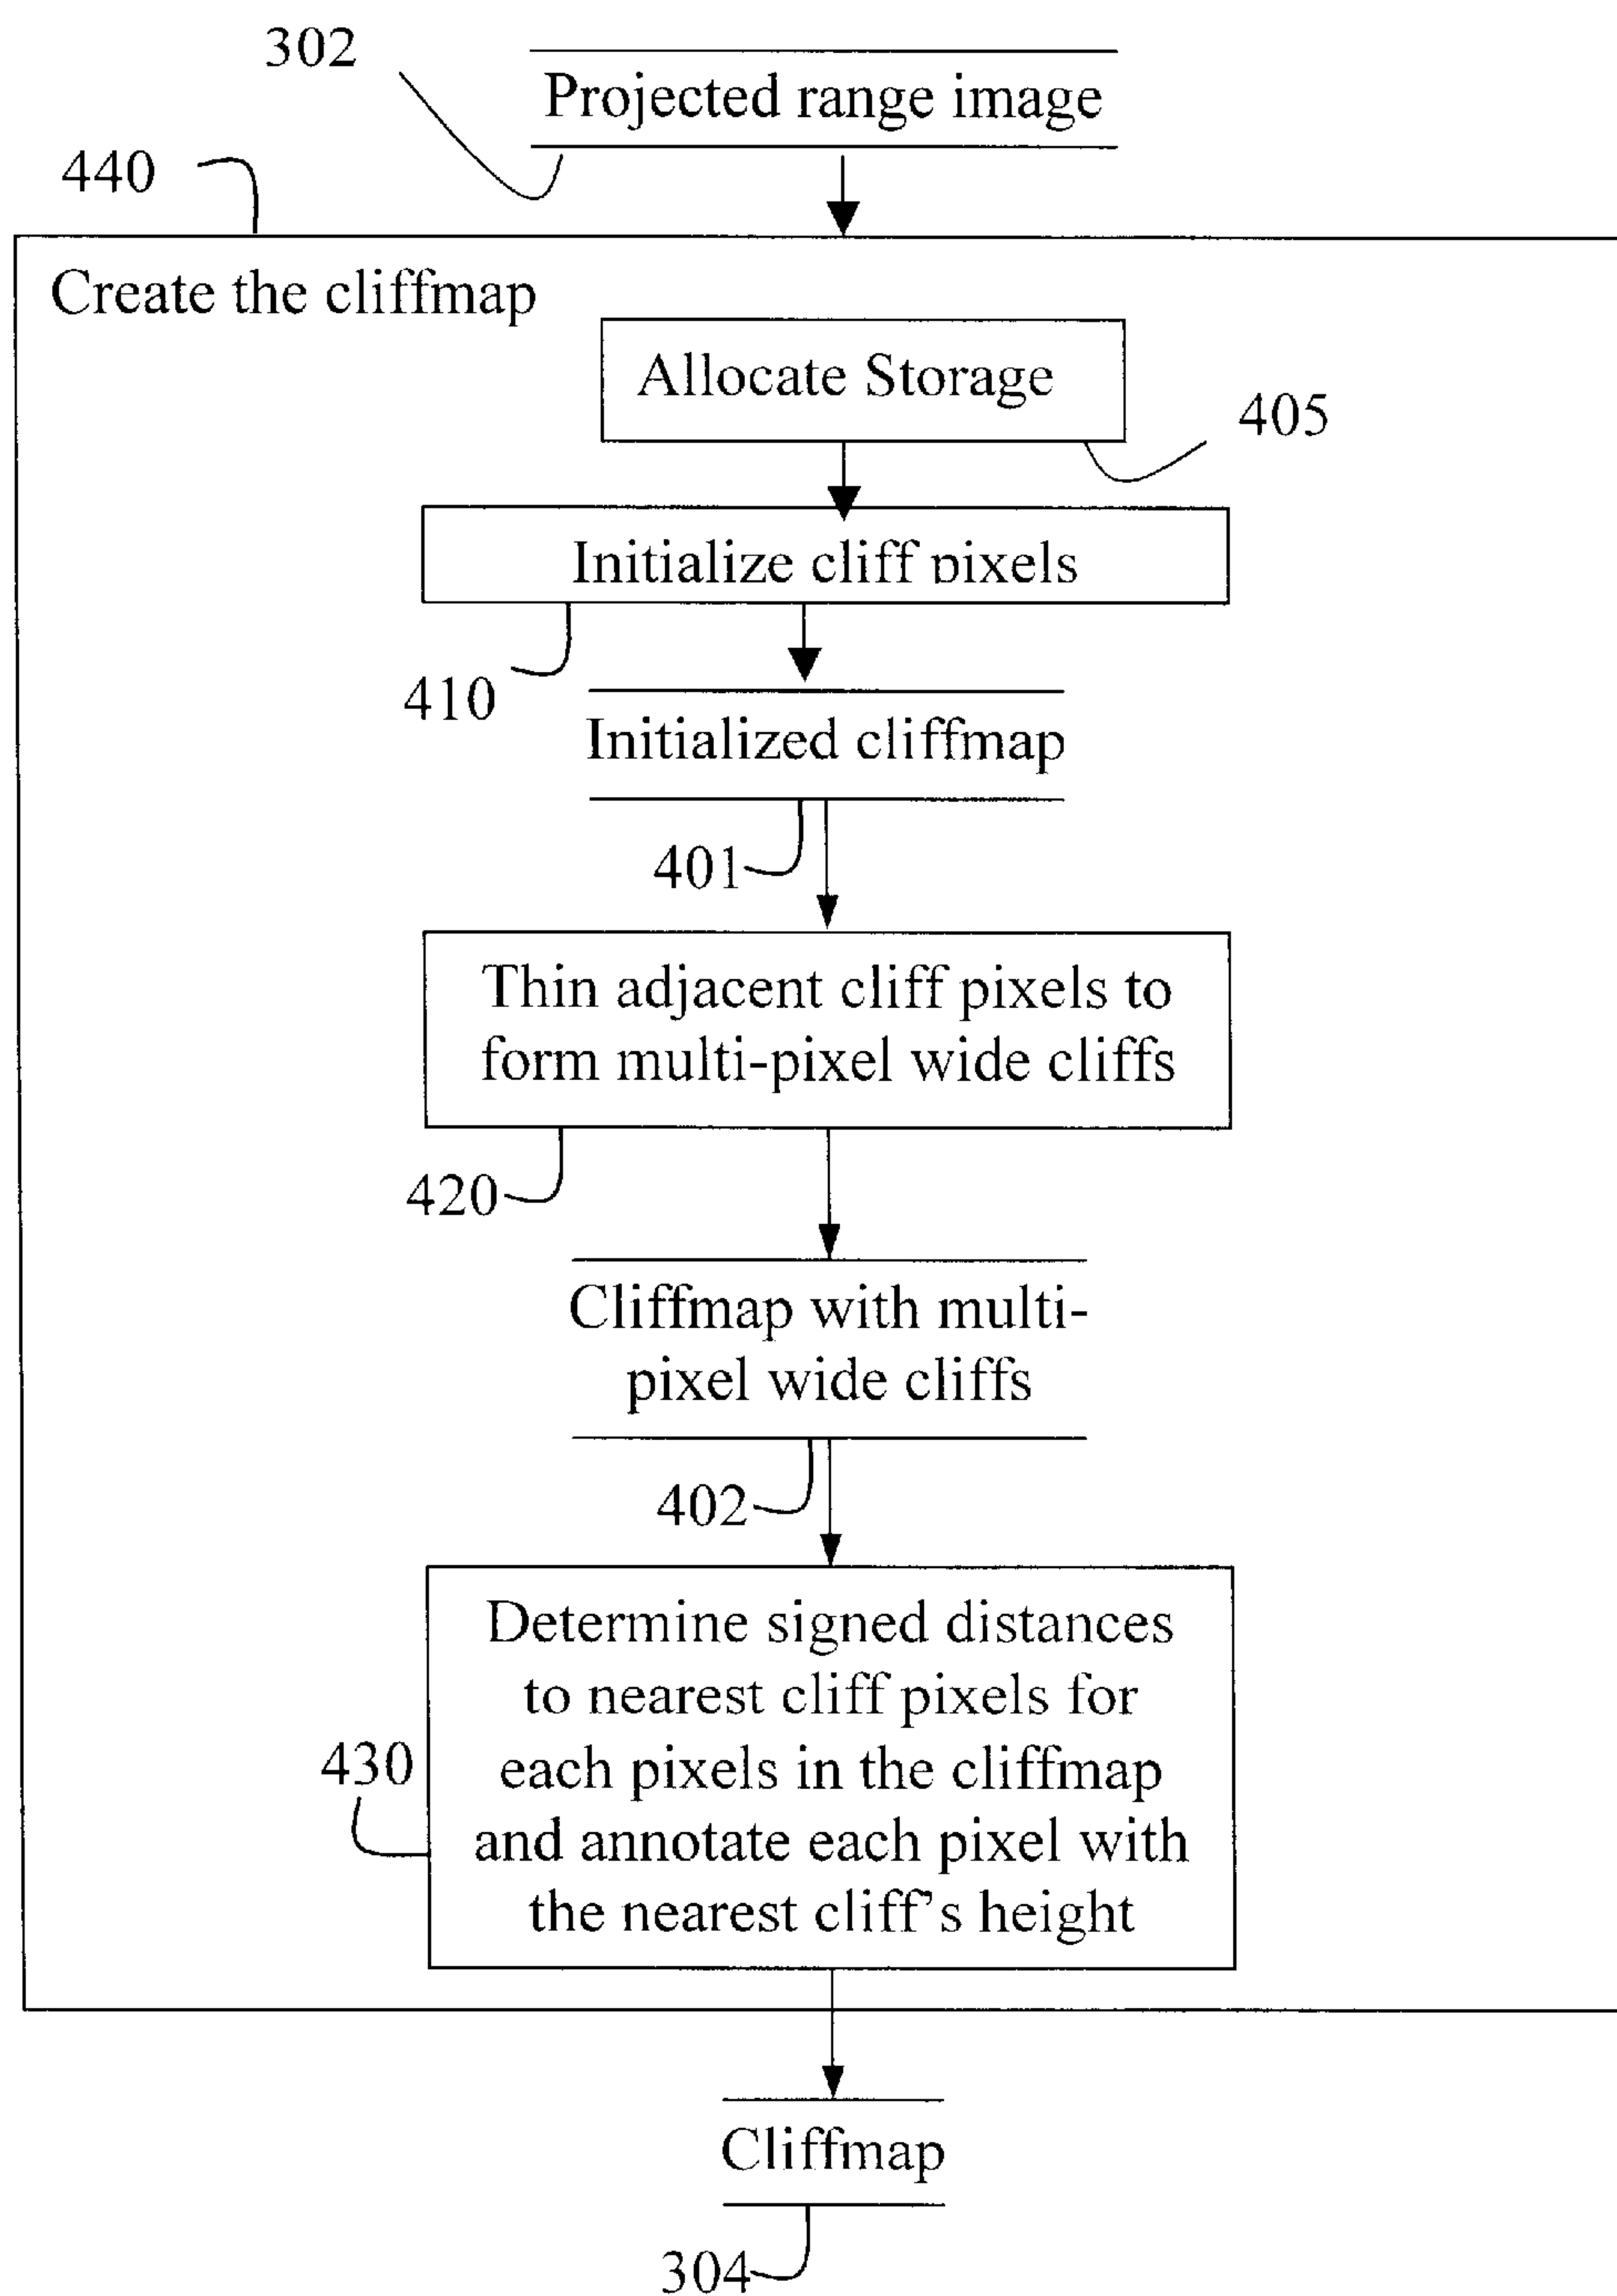 302
Projected range image
440
Create the cliffmap
Allocate Storage
405
Initialize cliff pixels
410
Initialized cliffmap
401
Thin adjacent cliff pixels to
form multi-pixel wide cliffs
420
Cliffmap with multi-
pixel wide cliffs
402
Determine signed distances
to nearest cliff pixels for
each pixels in the cliffmap
and annotate each pixel with
the nearest cliff's height
430
Cliffmap
304